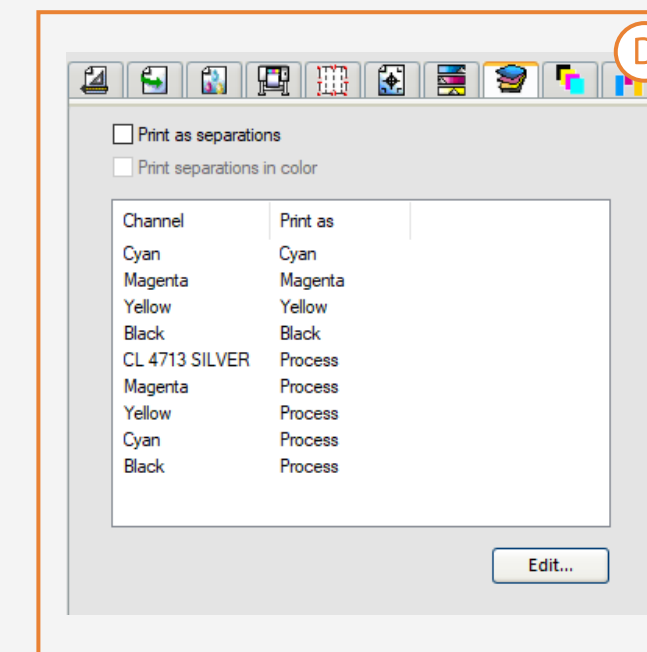 D
Print as separations
Print separations in color
Channel Print as
Cyan Cyan
Magenta Magenta
Yellow Yellow
Black Black
CL 4713 SILVER Process
Magenta Process
Yellow Process
Cyan Process
Black Process
Edit...